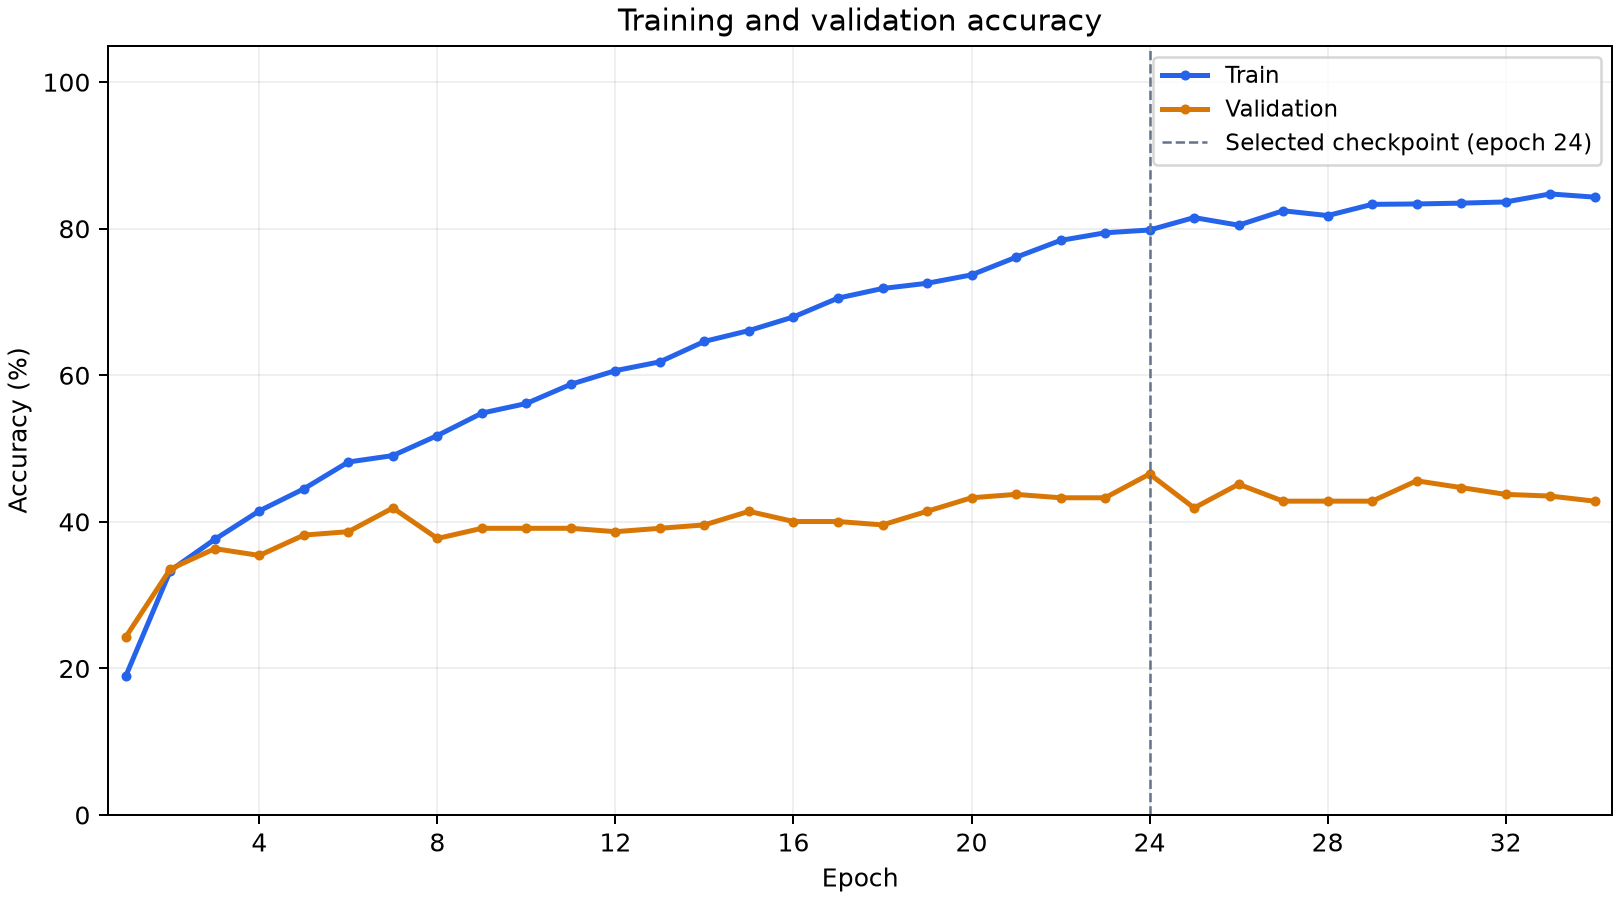 Training and validation accuracy
Train
Validation
Selected checkpoint (epoch 24)
Accuracy (%)
100
80
60
40
20
0
4 8 12 16 20 24 28 32
Epoch